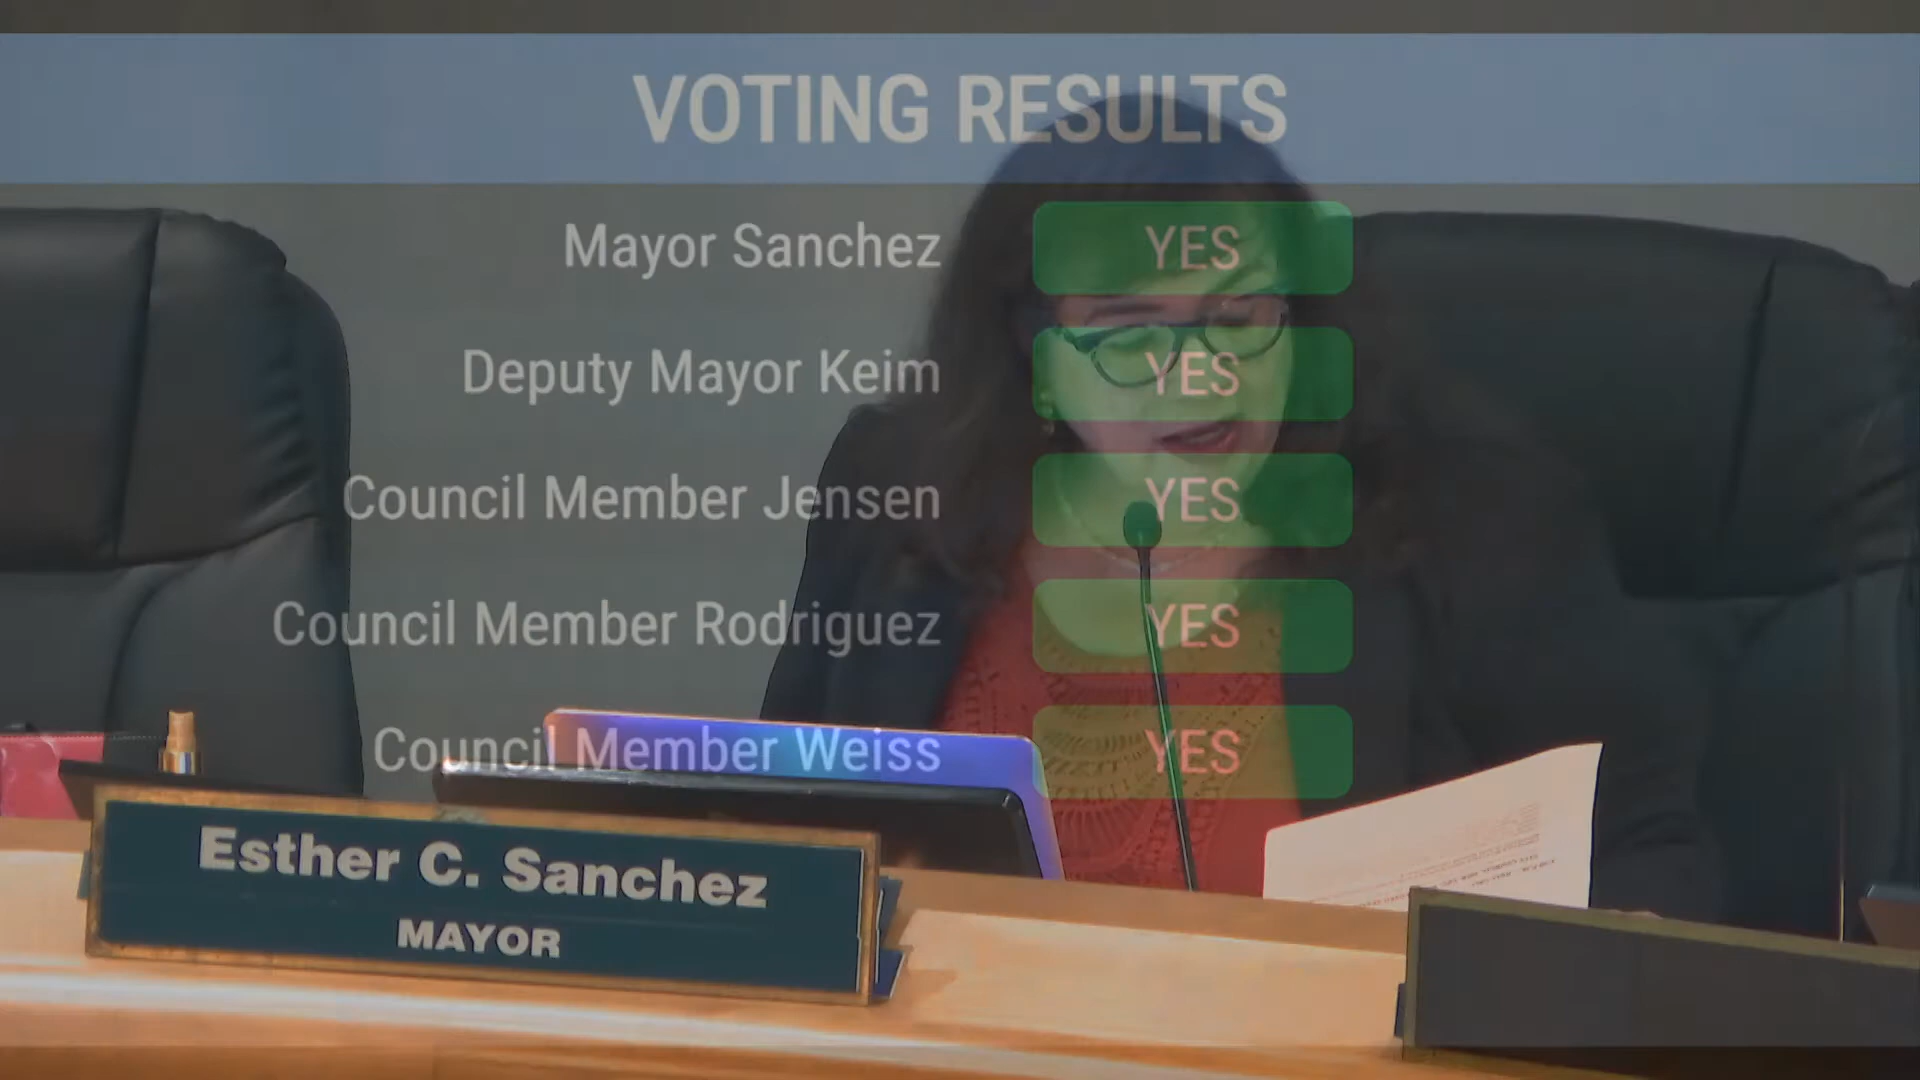 VOTING RESULTS
Mayor Sanchez YES
Deputy Mayor Keim YES
Council Member Jensen YES
Council Member Rodriguez YES
Council Member Weiss YES
Esther C. Sanchez
MAYOR